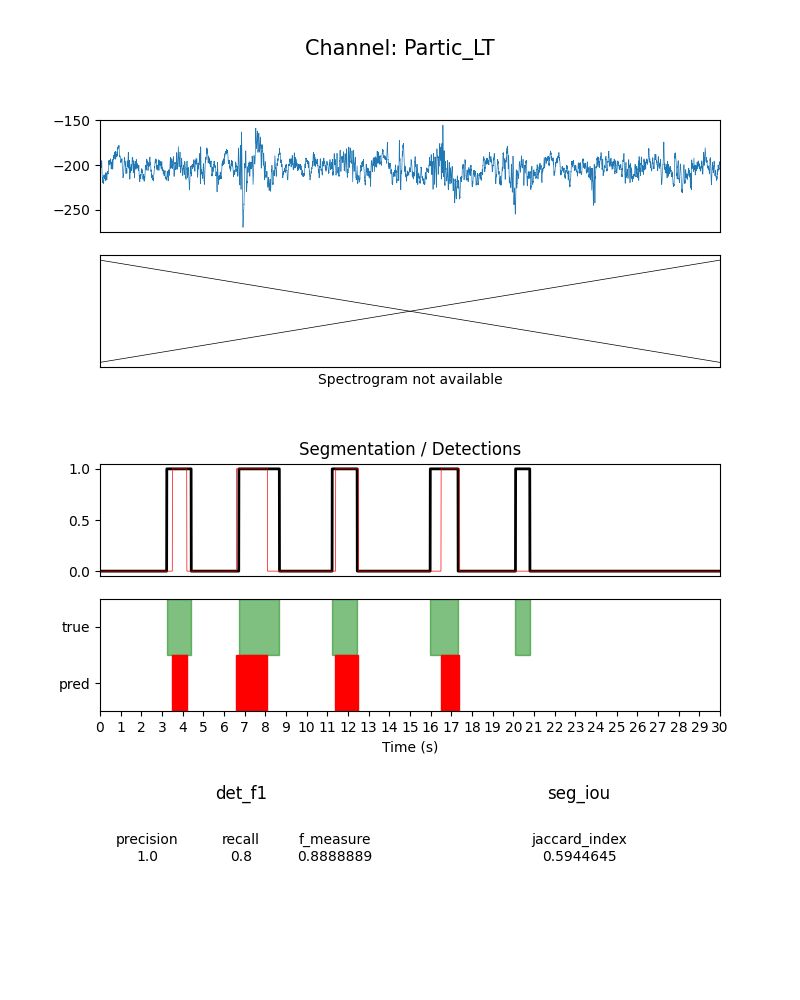 Channel: Partic_LT
−150
−200
−250
Spectrogram not available
Segmentation / Detections
1.0
0.5
0.0
true
pred
0 1 2 3 4 5 6 7 8 9 10 11 12 13 14 15 16 17 18 19 20 21 22 23 24 25 26 27 28 29 30
Time (s)
det_f1 seg_iou
precision recall f_measure jaccard_index
1.0 0.8 0.8888889 0.5944645